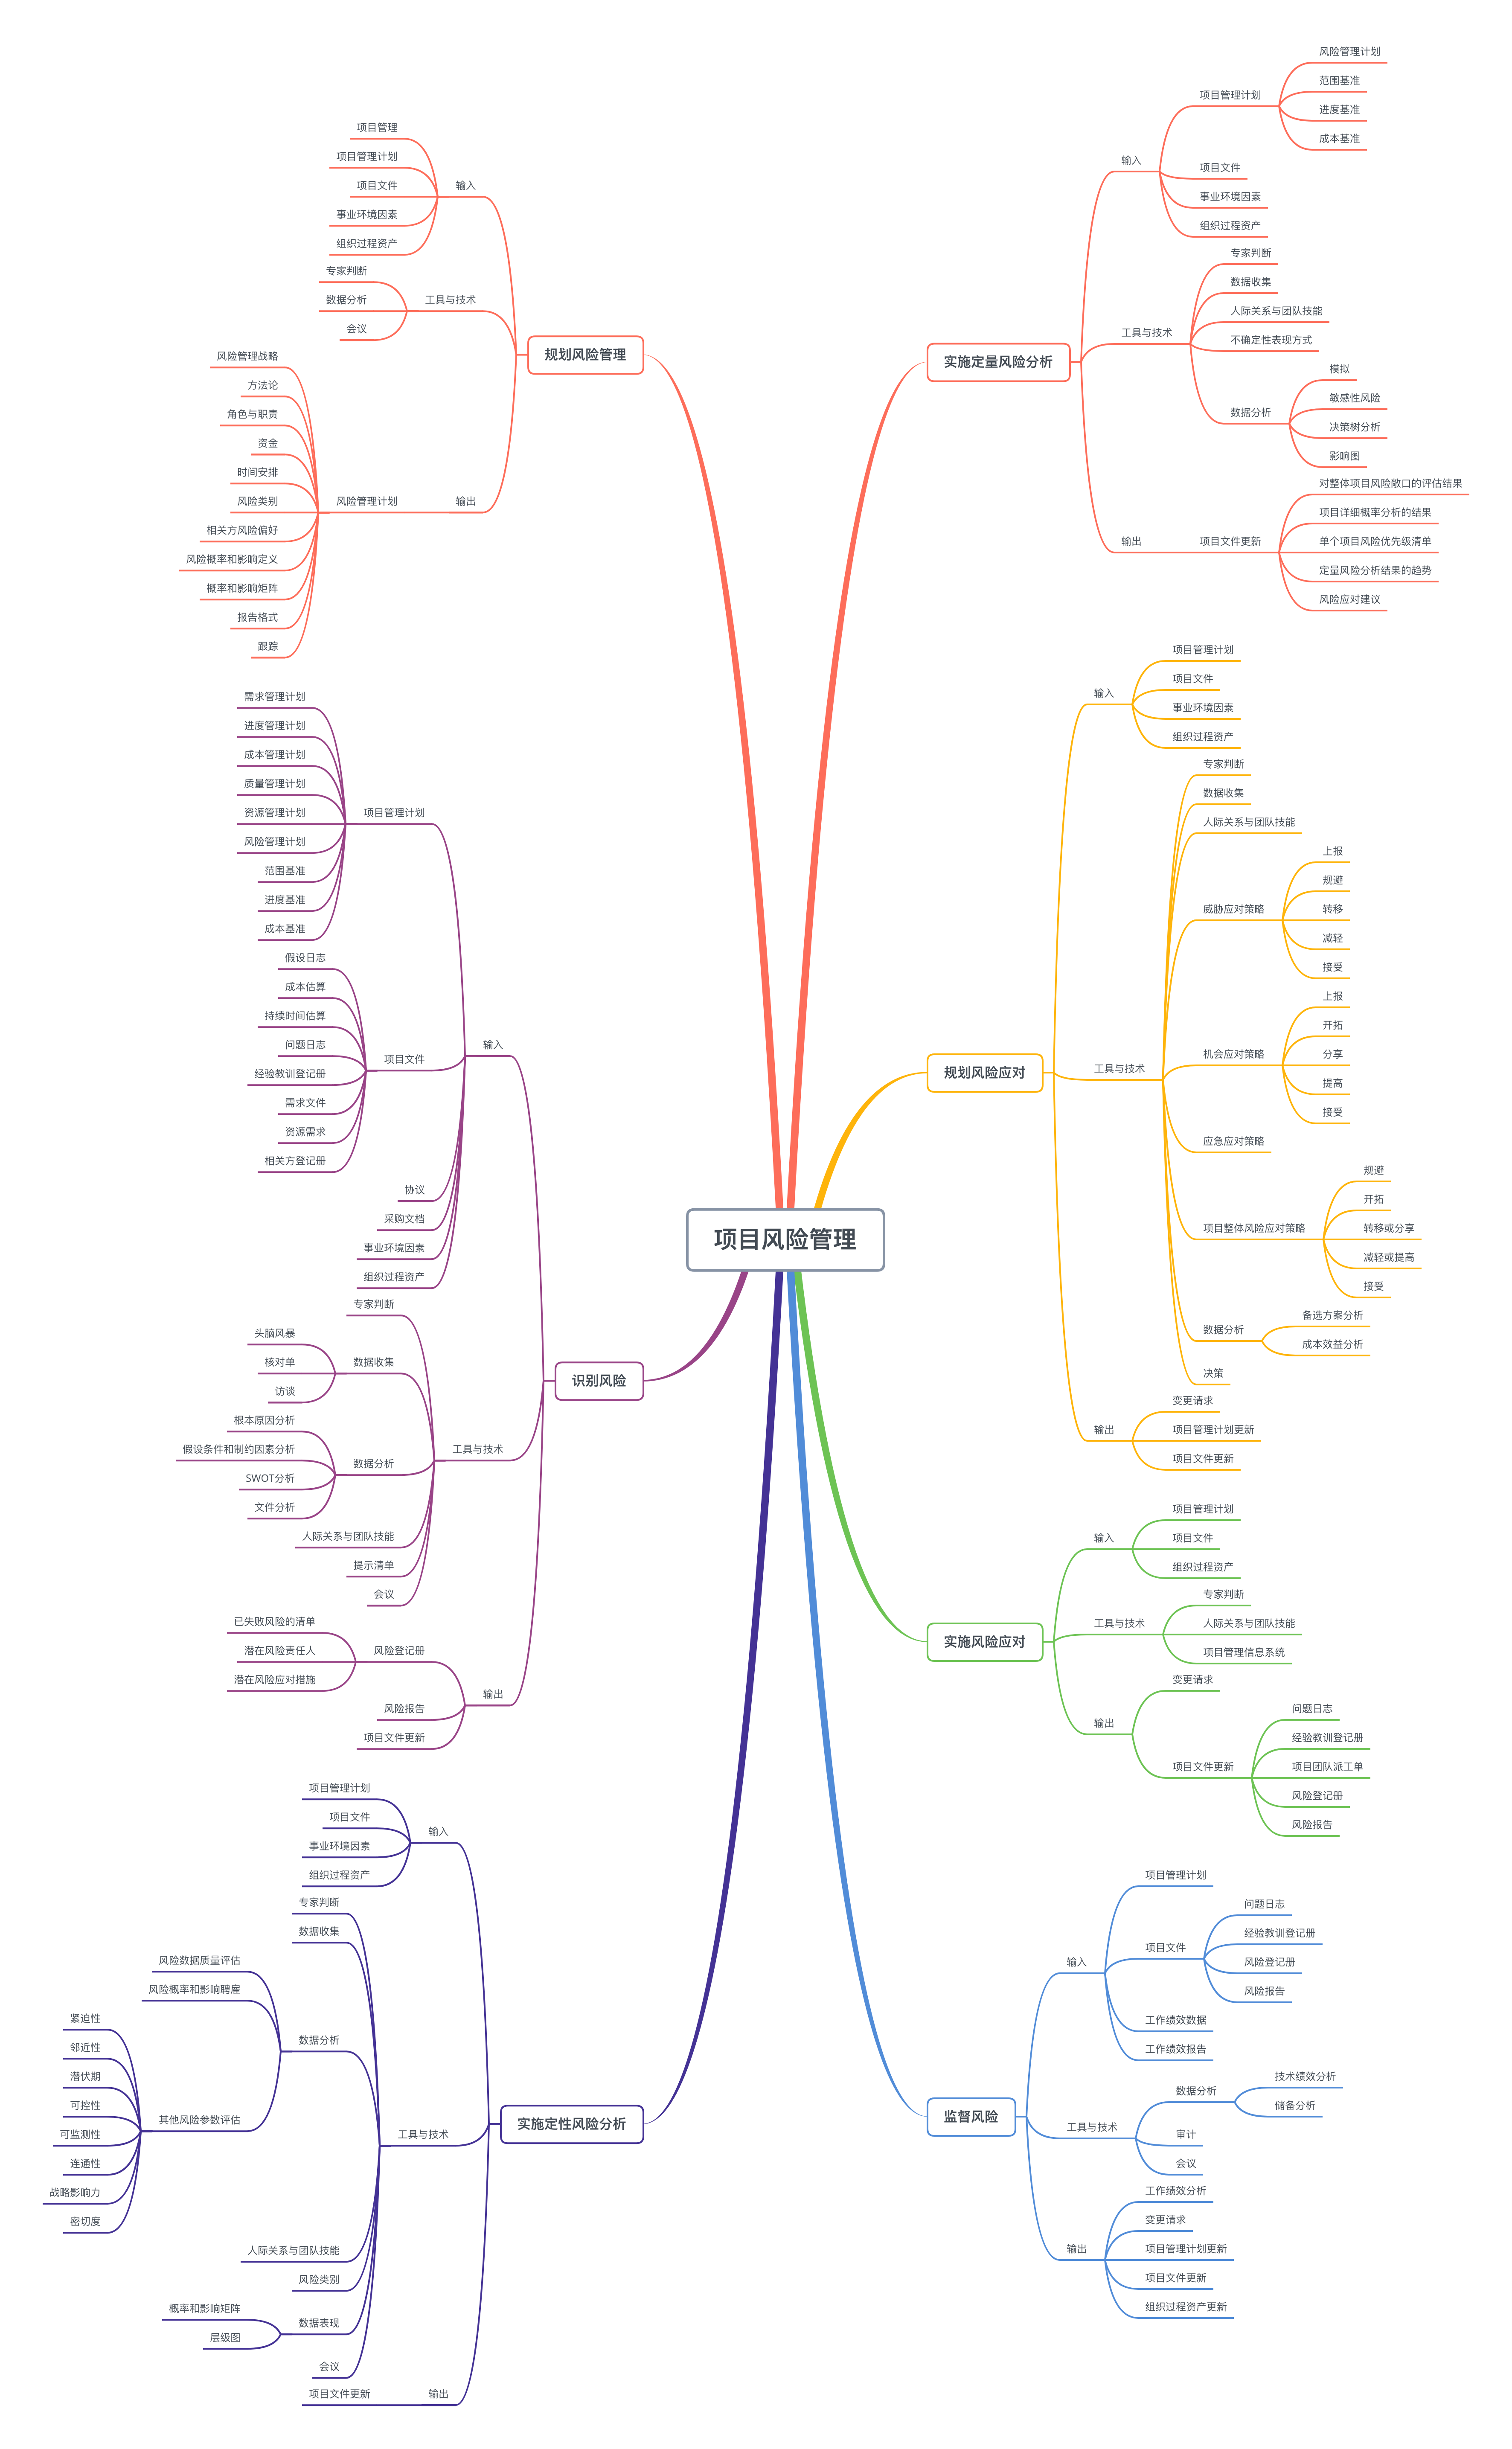 项目风险管理
规划风险管理
输入
项目管理
项目管理计划
项目文件
事业环境因素
组织过程资产
工具与技术
专家判断
数据分析
会议
输出
风险管理计划
风险管理战略
方法论
角色与职责
资金
时间安排
风险类别
相关方风险偏好
风险概率和影响定义
概率和影响矩阵
报告格式
跟踪
识别风险
输入
项目管理计划
需求管理计划
进度管理计划
成本管理计划
质量管理计划
资源管理计划
风险管理计划
范围基准
进度基准
成本基准
项目文件
假设日志
成本估算
持续时间估算
问题日志
经验教训登记册
需求文件
资源需求
相关方登记册
协议
采购文档
事业环境因素
组织过程资产
工具与技术
专家判断
数据收集
头脑风暴
核对单
访谈
数据分析
根本原因分析
假设条件和制约因素分析
SWOT分析
文件分析
人际关系与团队技能
提示清单
会议
输出
风险登记册
已失败风险的清单
潜在风险责任人
潜在风险应对措施
风险报告
项目文件更新
实施定性风险分析
输入
项目管理计划
项目文件
事业环境因素
组织过程资产
工具与技术
专家判断
数据收集
数据分析
风险数据质量评估
风险概率和影响聘雇
其他风险参数评估
紧迫性
邻近性
潜伏期
可控性
可监测性
连通性
战略影响力
密切度
人际关系与团队技能
风险类别
数据表现
概率和影响矩阵
层级图
会议
输出
项目文件更新
实施定量风险分析
输入
项目管理计划
风险管理计划
范围基准
进度基准
成本基准
项目文件
事业环境因素
组织过程资产
工具与技术
专家判断
数据收集
人际关系与团队技能
不确定性表现方式
数据分析
模拟
敏感性风险
决策树分析
影响图
输出
项目文件更新
对整体项目风险敞口的评估结果
项目详细概率分析的结果
单个项目风险优先级清单
定量风险分析结果的趋势
风险应对建议
规划风险应对
输入
项目管理计划
项目文件
事业环境因素
组织过程资产
工具与技术
专家判断
数据收集
人际关系与团队技能
威胁应对策略
上报
规避
转移
减轻
接受
机会应对策略
上报
开拓
分享
提高
接受
应急应对策略
项目整体风险应对策略
规避
开拓
转移或分享
减轻或提高
接受
数据分析
备选方案分析
成本效益分析
决策
输出
变更请求
项目管理计划更新
项目文件更新
实施风险应对
输入
项目管理计划
项目文件
组织过程资产
工具与技术
专家判断
人际关系与团队技能
项目管理信息系统
输出
变更请求
项目文件更新
问题日志
经验教训登记册
项目团队派工单
风险登记册
风险报告
监督风险
输入
项目管理计划
项目文件
问题日志
经验教训登记册
风险登记册
风险报告
工作绩效数据
工作绩效报告
工具与技术
数据分析
技术绩效分析
储备分析
审计
会议
输出
工作绩效分析
变更请求
项目管理计划更新
项目文件更新
组织过程资产更新